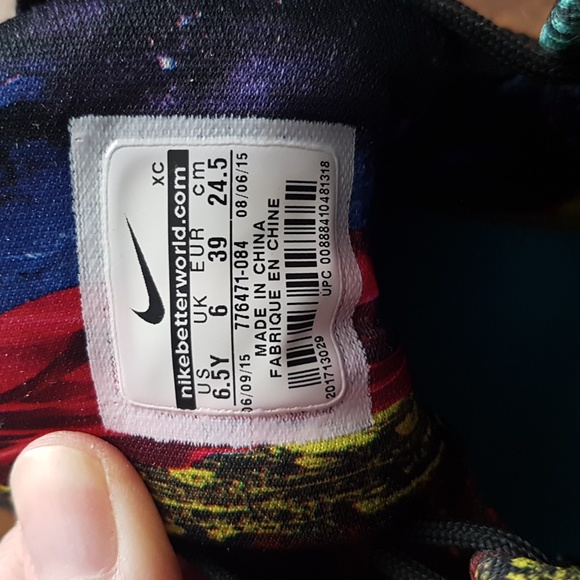 XC
nikebetterworld.com
US UK EUR cm
6.5Y 6 39 24.5
06/09/15 776471-084 08/06/15
MADE IN CHINA
FABRIQUE EN CHINE
201713029 UPC 00888410481318